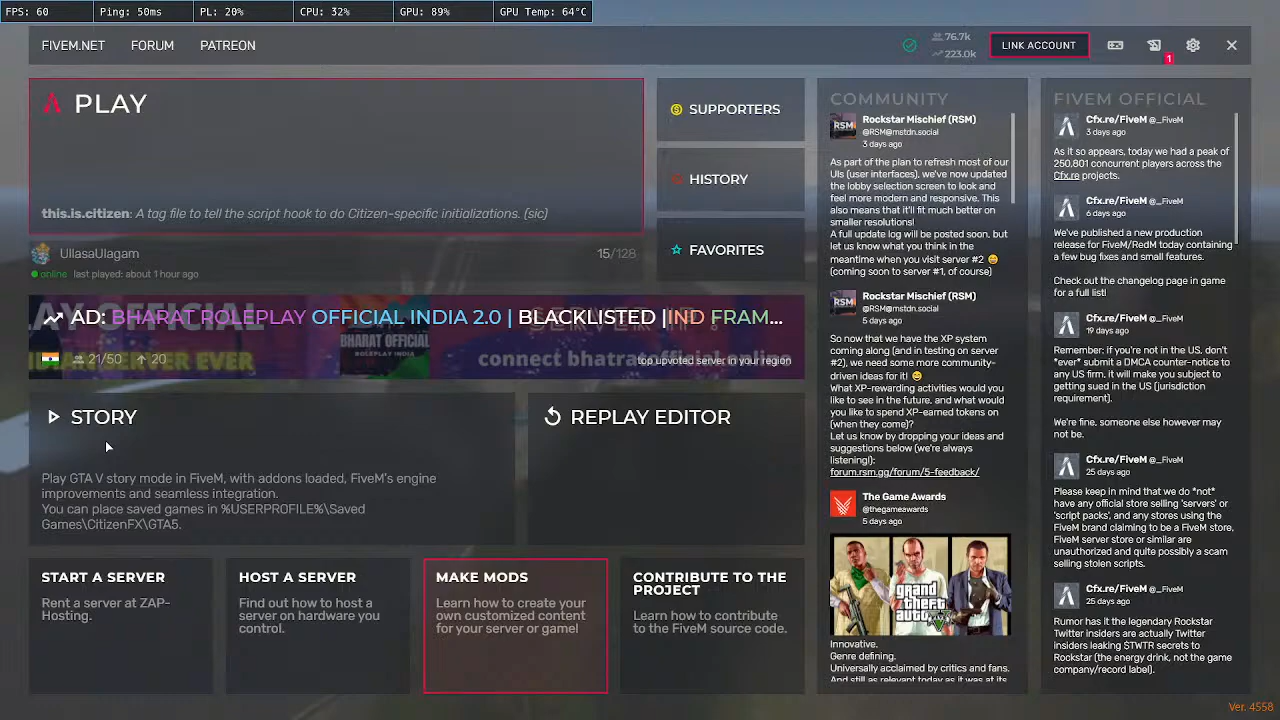 FPS: 60 Ping: 50ms PL: 20% CPU: 32% GPU: 89% GPU Temp: 64°C
FIVEM.NET FORUM PATREON
76.7k
223.0k
LINK ACCOUNT
1
PLAY
this.is.citizen: A tag file to tell the script hook to do Citizen-specific initializations. (sic)
UllasaUlagam 15/128
online last played: about 1 hour ago
SUPPORTERS
HISTORY
FAVORITES
AD: BHARAT ROLEPLAY OFFICIAL INDIA 2.0 | BLACKLISTED |IND FRAM...
BHARAT OFFICIAL
21/50 20
top upvoted server in your region
STORY
Play GTA V story mode in FiveM, with addons loaded, FiveM's engine
improvements and seamless integration.
You can place saved games in %USERPROFILE%\Saved
Games\CitizenFX\GTA5.
REPLAY EDITOR
START A SERVER
Rent a server at ZAP-
Hosting.
HOST A SERVER
Find out how to host a
server on hardware you
control.
MAKE MODS
Learn how to create your
own customized content
for your server or game!
CONTRIBUTE TO THE
PROJECT
Learn how to contribute
to the FiveM source code.
COMMUNITY
RSM
Rockstar Mischief (RSM)
@RSM@mstdn.social
3 days ago
As part of the plan to refresh most of our
UIs (user interfaces), we've now updated
the lobby selection screen to look and
feel more modern and responsive. This
also means that it'll fit much better on
smaller resolutions!
A full update log will be posted soon, but
let us know what you think in the
meantime when you visit server #2 😄
(coming soon to server #1, of course)
RSM
Rockstar Mischief (RSM)
@RSM@mstdn.social
5 days ago
So now that we have the XP system
coming along (and in testing on server
#2), we need some more community-
driven ideas for it! 😄
What XP-rewarding activities would you
like to see in the future, and what would
you like to spend XP-earned tokens on
(when they come)?
Let us know by dropping your ideas and
suggestions below (we're always
listening!):
forum.rsm.gg/forum/5-feedback/
The Game Awards
@thegameawards
5 days ago
grand
theft
auto
Innovative.
Genre defining.
Universally acclaimed by critics and fans.
And still as relevant today as it was at its
FIVEM OFFICIAL
Cfx.re/FiveM @_FiveM
3 days ago
As it so appears, today we had a peak of
250,801 concurrent players across the
Cfx.re projects.
Cfx.re/FiveM @_FiveM
6 days ago
We've published a new production
release for FiveM/RedM today containing
a few bug fixes and small features.
Check out the changelog page in game
for a full list!
Cfx.re/FiveM @_FiveM
19 days ago
Remember: if you're not in the US, don't
*ever* submit a DMCA counter-notice to
any US firm, it will make you subject to
getting sued in the US (jurisdiction
requirement).
We're fine, someone else however may
not be.
Cfx.re/FiveM @_FiveM
25 days ago
Please keep in mind that we do *not*
have any official store selling 'servers' or
'script packs', and any stores using the
FiveM brand claiming to be a FiveM store,
FiveM server store or similar are
unauthorized and quite possibly a scam
selling stolen scripts.
Cfx.re/FiveM @_FiveM
25 days ago
Rumor has it the legendary Rockstar
Twitter insiders are actually Twitter
insiders leaking $TWTR secrets to
Rockstar (the energy drink, not the game
company/record label).
Ver. 4558